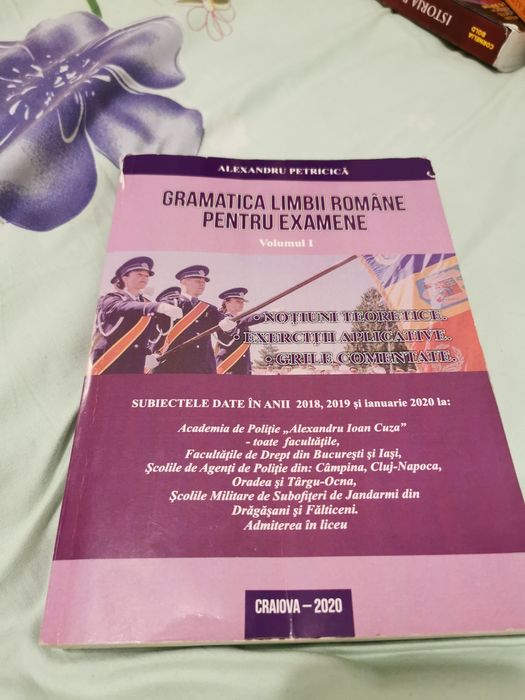 ISTORIA
CORNELIA
BOLD
ALEXANDRU PETRICICĂ
GRAMATICA LIMBII ROMÂNE
PENTRU EXAMENE
Volumul I
• NOȚIUNI TEORETICE.
• EXERCIȚII APLICATIVE.
• GRILE COMENTATE.
SUBIECTELE DATE ÎN ANII 2018, 2019 și ianuarie 2020 la:
Academia de Poliție „Alexandru Ioan Cuza”
- toate facultățile,
Facultățile de Drept din București și Iași,
Școlile de Agenți de Poliție din: Câmpina, Cluj-Napoca,
Oradea și Târgu-Ocna,
Școlile Militare de Subofițeri de Jandarmi din
Drăgășani și Fălticeni.
Admiterea în liceu
CRAIOVA – 2020